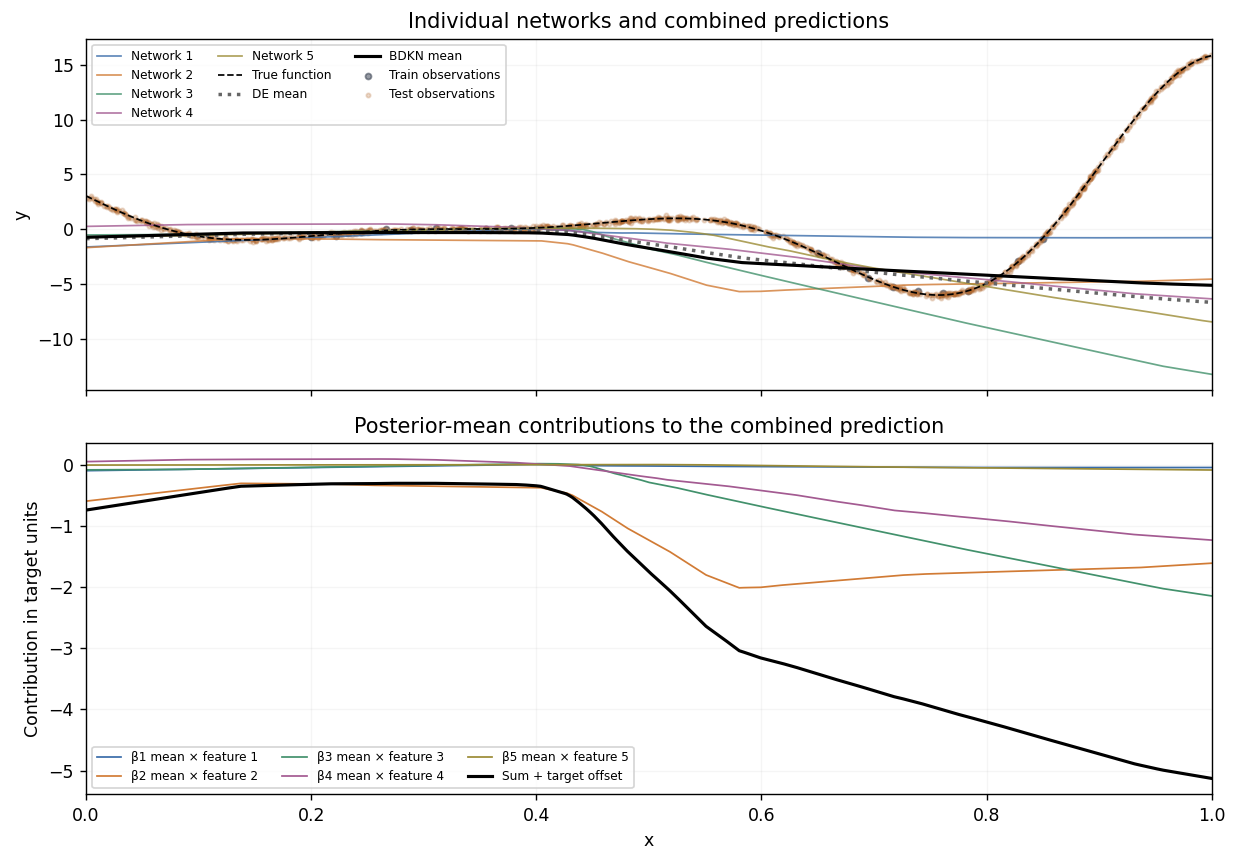 Individual networks and combined predictions
Network 1
Network 2
Network 3
Network 4
Network 5
True function
DE mean
BDKN mean
Train observations
Test observations
y
15
10
5
0
−5
−10
Posterior-mean contributions to the combined prediction
Contribution in target units
0
−1
−2
−3
−4
−5
β1 mean × feature 1
β2 mean × feature 2
β3 mean × feature 3
β4 mean × feature 4
β5 mean × feature 5
Sum + target offset
0.0 0.2 0.4 0.6 0.8 1.0
x